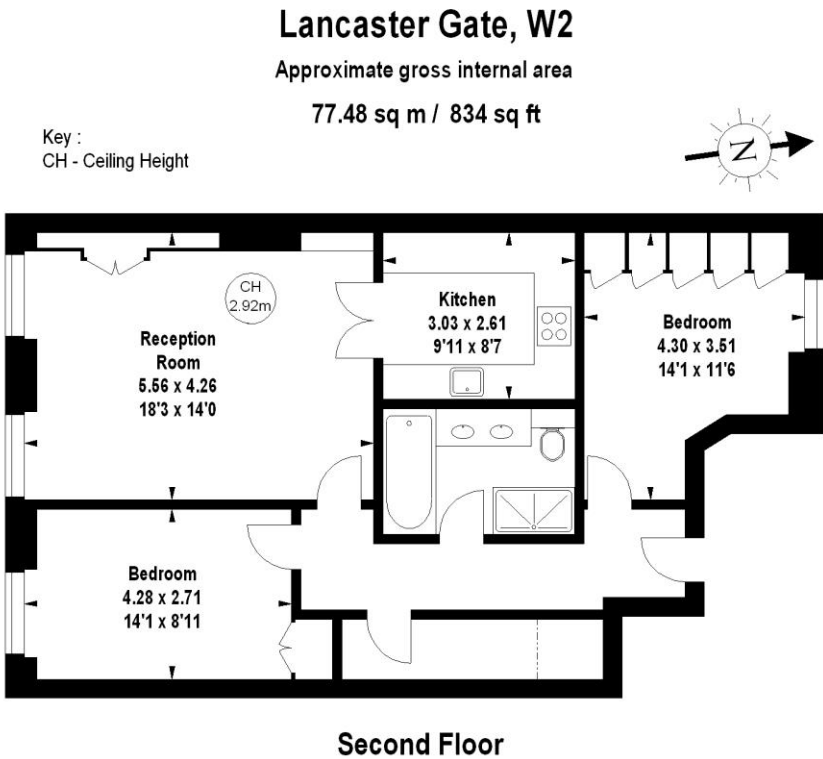 Lancaster Gate, W2
Approximate gross internal area
77.48 sq m / 834 sq ft
Key :
CH - Ceiling Height
N
CH
2.92m
Reception
Room
5.56 x 4.26
18'3 x 14'0
Kitchen
3.03 x 2.61
9'11 x 8'7
Bedroom
4.30 x 3.51
14'1 x 11'6
Bedroom
4.28 x 2.71
14'1 x 8'11
Second Floor